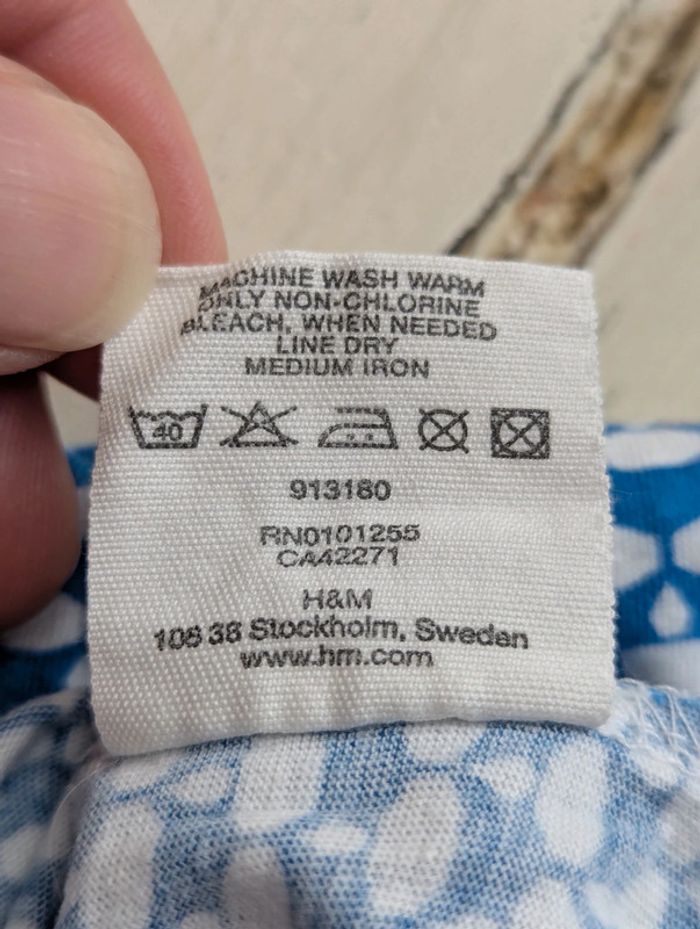 MACHINE WASH WARM
ONLY NON-CHLORINE
BLEACH, WHEN NEEDED
LINE DRY
MEDIUM IRON
40
913180
RN0101255
CA42271
H&M
106 38 Stockholm, Sweden
www.hm.com